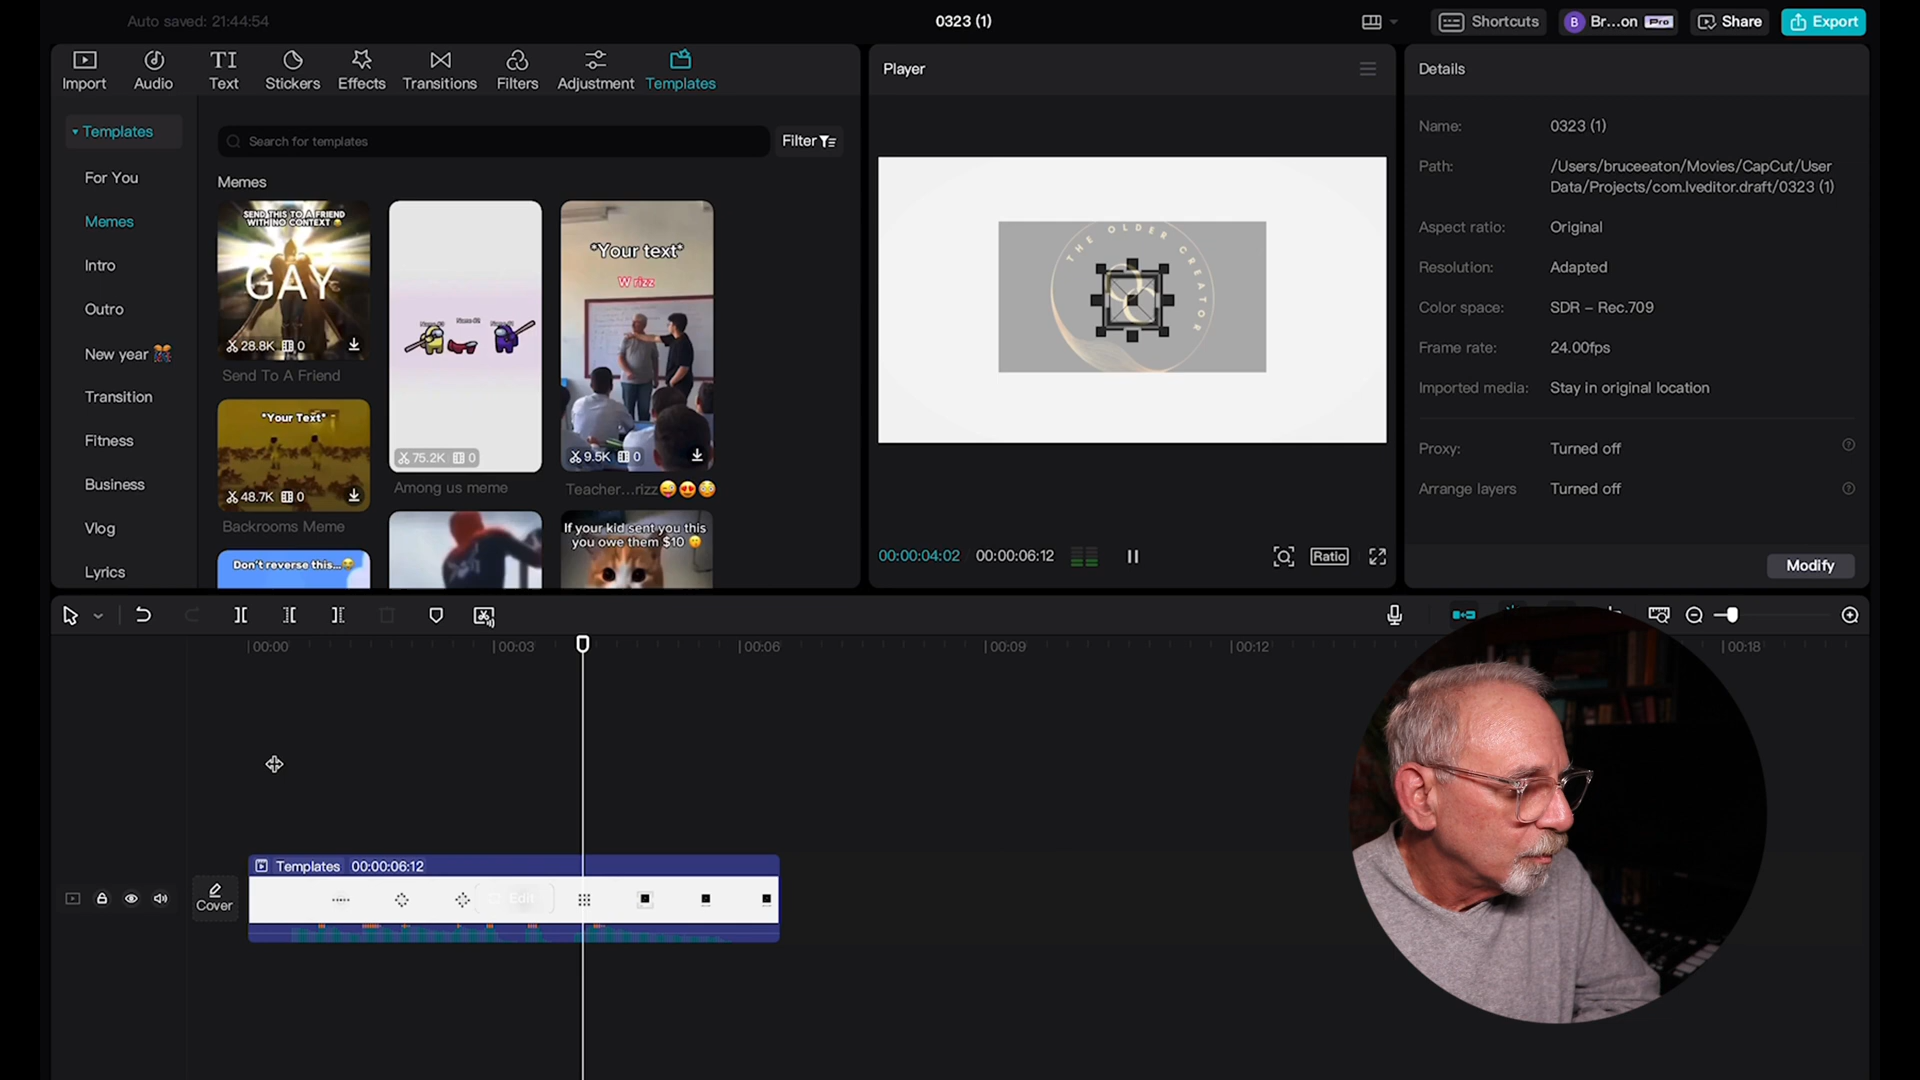 Auto saved: 21:44:54
0323 (1)
Shortcuts
Br...on Pro
Share
Export
Import
Audio
TI
Text
Stickers
Effects
Transitions
Filters
Adjustment
Templates
Player
Details
Templates
For You
Memes
Intro
Outro
New year
Transition
Fitness
Business
Vlog
Lyrics
Search for templates
Filter
Memes
SEND THIS TO A FRIEND
WITH NO CONTEXT
GAY
28.8K 0
Send To A Friend
*Your Text*
48.7K 0
Backrooms Meme
Don't reverse this...
75.2K 0
Among us meme
*Your text*
W rizz
9.5K 0
Teacher...rizz
If your kid sent you this
you owe them $10
THE OLDER CREATOR
00:00:04:02
00:00:06:12
Ratio
Name: 0323 (1)
Path: /Users/bruceeaton/Movies/CapCut/User
Data/Projects/com.lveditor.draft/0323 (1)
Aspect ratio: Original
Resolution: Adapted
Color space: SDR – Rec.709
Frame rate: 24.00fps
Imported media: Stay in original location
Proxy: Turned off
Arrange layers Turned off
Modify
00:00
00:03
00:06
00:09
00:12
00:18
Cover
Templates 00:00:06:12
Edit